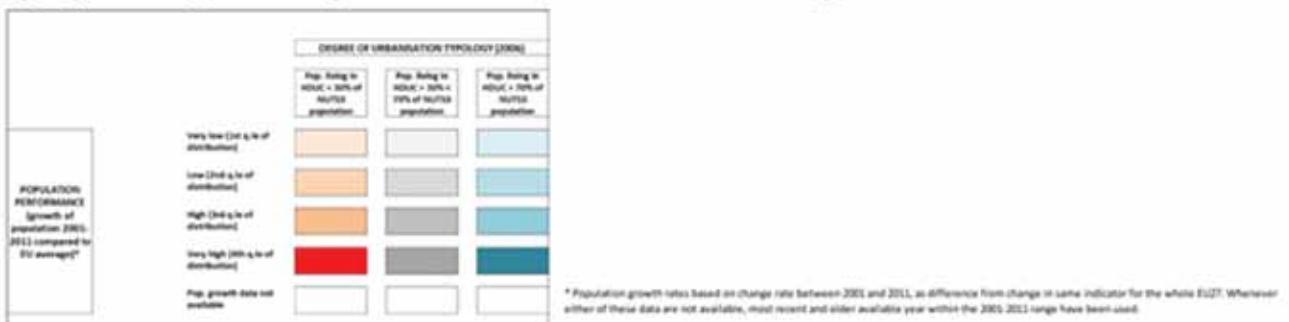 DEGREE OF URBANISATION TYPOLOGY (2006)
Pop. living in
HDUC < 30% of
NUTS3
population
Pop. living in
HDUC > 30% <
70% of NUTS3
population
Pop. living in
HDUC > 70% of
NUTS3
population
POPULATION
PERFORMANCE
(growth of
population 2001-
2011 compared to
EU average)*
Very low (1st q.le of
distribution)
Low (2nd q.le of
distribution)
High (3rd q.le of
distribution)
Very high (4th q.le of
distribution)
Pop. growth data not
available
* Population growth rates based on change rate between 2001 and 2011, as difference from change in same indicator for the whole EU27. Whenever
either of these data are not available, most recent and older available year within the 2001-2011 range have been used.